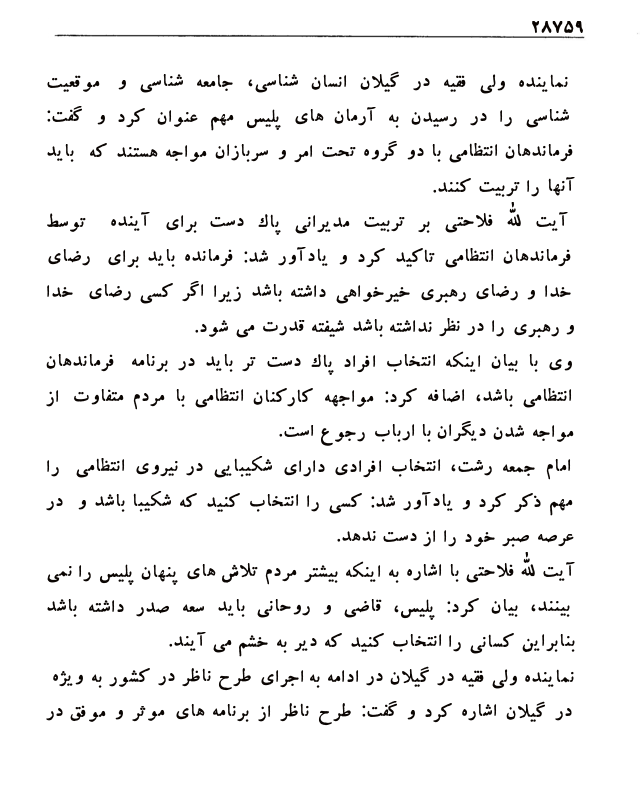 ۲۸۷۵۹
نماینده ولی فقیه در گیلان انسان شناسی، جامعه شناسی و موقعیت
شناسی را در رسیدن به آرمان های پلیس مهم عنوان کرد و گفت:
فرماندهان انتظامی با دو گروه تحت امر و سربازان مواجه هستند که باید
آنها را تربیت کنند.
آیت الله فلاحتی بر تربیت مدیرانی پاك دست برای آینده توسط
فرماندهان انتظامی تاکید کرد و یادآور شد: فرمانده باید برای رضای
خدا و رضای رهبری خیرخواهی داشته باشد زیرا اگر کسی رضای خدا
و رهبری را در نظر نداشته باشد شیفته قدرت می شود.
وی با بیان اینکه انتخاب افراد پاك دست تر باید در برنامه فرماندهان
انتظامی باشد، اضافه کرد: مواجهه کارکنان انتظامی با مردم متفاوت از
مواجه شدن دیگران با ارباب رجوع است.
امام جمعه رشت، انتخاب افرادی دارای شکیبایی در نیروی انتظامی را
مهم ذکر کرد و یادآور شد: کسی را انتخاب کنید که شکیبا باشد و در
عرصه صبر خود را از دست ندهد.
آیت الله فلاحتی با اشاره به اینکه بیشتر مردم تلاش های پنهان پلیس را نمی
بینند، بیان کرد: پلیس، قاضی و روحانی باید سعه صدر داشته باشد
بنابراین کسانی را انتخاب کنید که دیر به خشم می آیند.
نماینده ولی فقیه در گیلان در ادامه به اجرای طرح ناظر در کشور به ویژه
در گیلان اشاره کرد و گفت: طرح ناظر از برنامه های موثر و موفق در